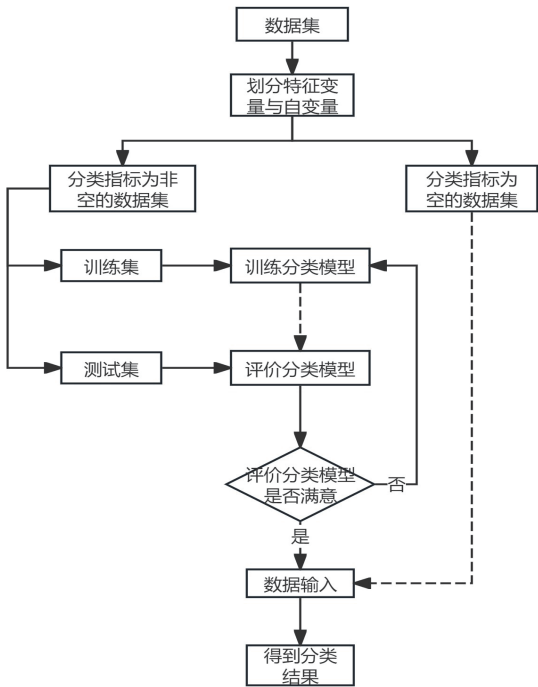 数据集
划分特征变
量与自变量
分类指标为非
空的数据集
分类指标为
空的数据集
训练集
训练分类模型
测试集
评价分类模型
评价分类模型
是否满意
否
是
数据输入
得到分类
结果